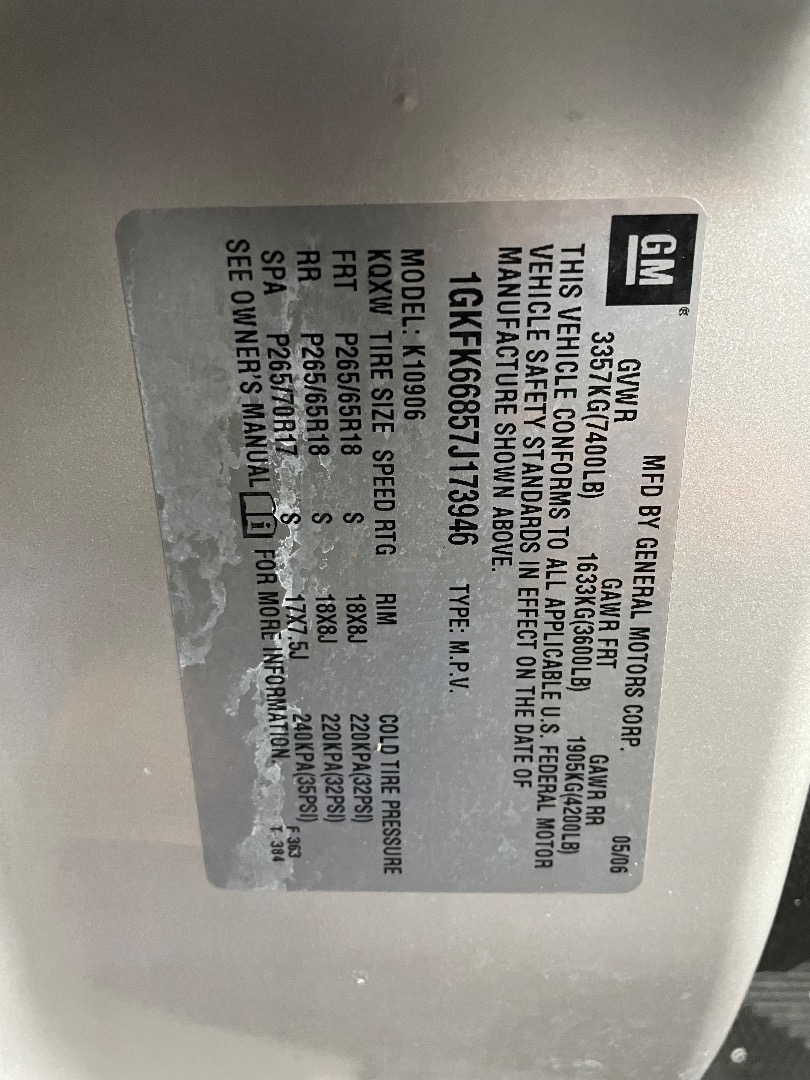 GM®
MFD BY GENERAL MOTORS CORP. 05/06
GVWR GAWR FRT GAWR RR
3357KG(7400LB) 1633KG(3600LB) 1905KG(4200LB)
THIS VEHICLE CONFORMS TO ALL APPLICABLE U.S. FEDERAL MOTOR
VEHICLE SAFETY STANDARDS IN EFFECT ON THE DATE OF
MANUFACTURE SHOWN ABOVE.
1GKFK66857J173946 TYPE: M.P.V.
MODEL: K10906
KQXW TIRE SIZE SPEED RTG RIM COLD TIRE PRESSURE
FRT P265/65R18 S 18X8J 220KPA(32PSI)
RR P265/65R18 S 18X8J 220KPA(32PSI)
SPA P265/70R17 S 17X7.5J 240KPA(35PSI)
SEE OWNER'S MANUAL i FOR MORE INFORMATION.
F 363
T 384